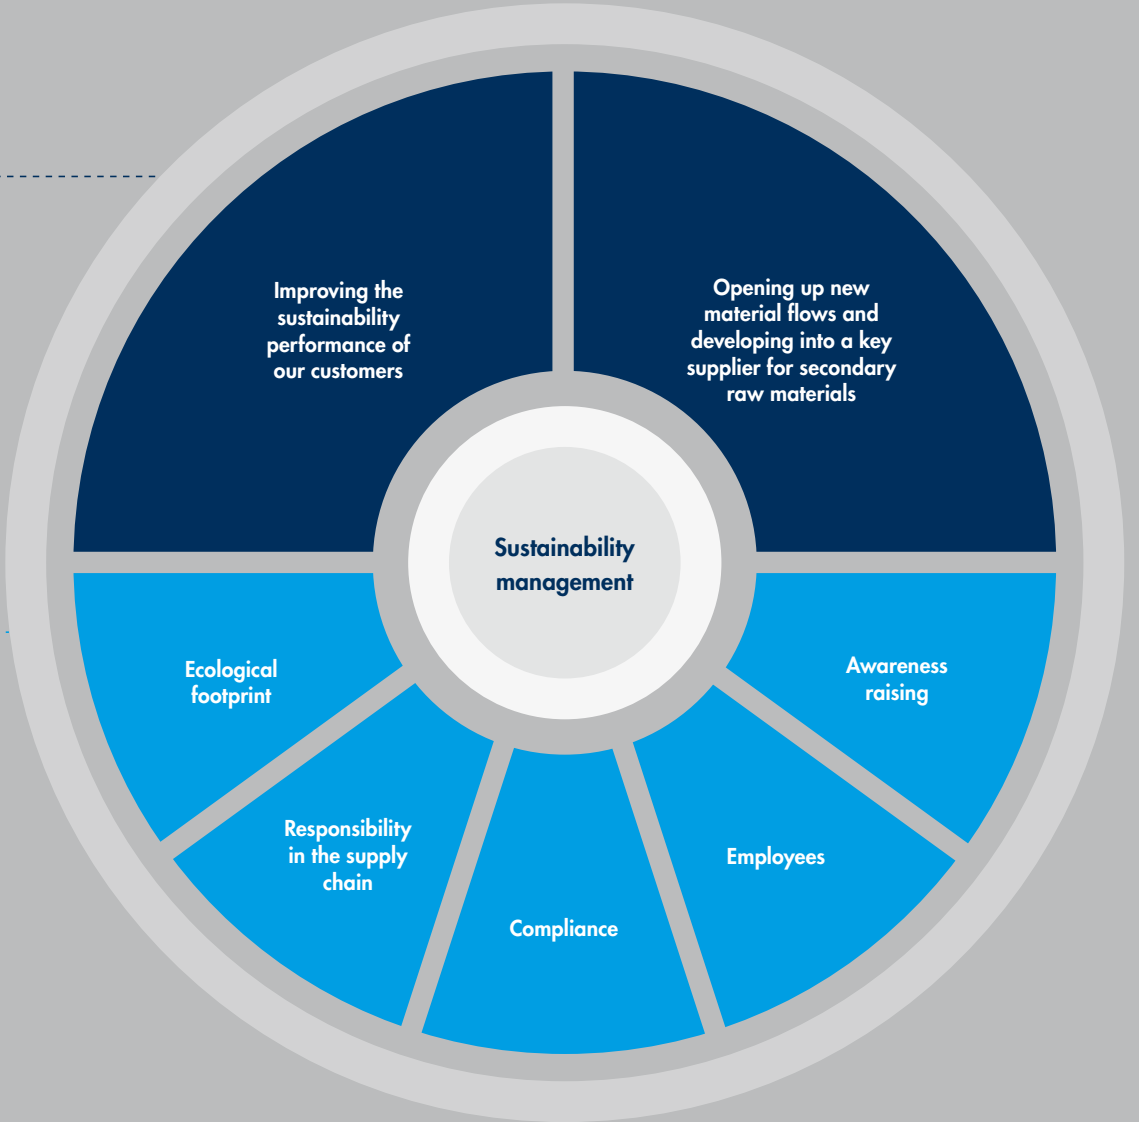 Improving the
sustainability
performance of
our customers
Opening up new
material flows and
developing into a key
supplier for secondary
raw materials
Sustainability
management
Ecological
footprint
Responsibility
in the supply
chain
Compliance
Employees
Awareness
raising